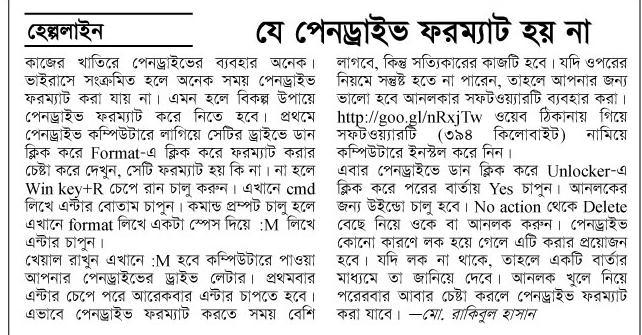 হেল্পলাইন
যে পেনড্রাইভ ফরম্যাট হয় না
কাজের খাতিরে পেনড্রাইভের ব্যবহার অনেক।
ভাইরাসে সংক্রমিত হলে অনেক সময় পেনড্রাইভ
ফরম্যাট করা যায় না। এমন হলে বিকল্প উপায়ে
পেনড্রাইভ ফরম্যাট করে নিতে হবে। প্রথমে
পেনড্রাইভ কম্পিউটারে লাগিয়ে সেটির ড্রাইভে ডান
ক্লিক করে Format-এ ক্লিক করে ফরম্যাট করার
চেষ্টা করে দেখুন, সেটি ফরম্যাট হয় কি না। না হলে
Win key+R চেপে রান চালু করুন। এখানে cmd
লিখে এন্টার বোতাম চাপুন। কমান্ড প্রম্পট চালু হলে
এখানে format লিখে একটা স্পেস দিয়ে :M লিখে
এন্টার চাপুন।
খেয়াল রাখুন এখানে :M হবে কম্পিউটারে পাওয়া
আপনার পেনড্রাইভের ড্রাইভ লেটার। প্রথমবার
এন্টার চেপে পরে আরেকবার এন্টার চাপতে হবে।
এভাবে পেনড্রাইভ ফরম্যাট করতে সময় বেশি
লাগবে, কিন্তু সত্যিকারের কাজটি হবে। যদি ওপরের
নিয়মে সন্তুষ্ট হতে না পারেন, তাহলে আপনার জন্য
ভালো হবে আনলকার সফটওয়্যারটি ব্যবহার করা।
http://goo.gl/nRxjTw ওয়েব ঠিকানায় গিয়ে
সফটওয়্যারটি (৩৯৪ কিলোবাইট) নামিয়ে
কম্পিউটারে ইনস্টল করে নিন।
এবার পেনড্রাইভে ডান ক্লিক করে Unlocker-এ
ক্লিক করে পরের বার্তায় Yes চাপুন। আনলকের
জন্য উইন্ডো চালু হবে। No action থেকে Delete
বেছে নিয়ে ওকে বা আনলক করুন। পেনড্রাইভ
কোনো কারণে লক হয়ে গেলে এটি করার প্রয়োজন
হবে। যদি লক না থাকে, তাহলে একটি বার্তার
মাধ্যমে তা জানিয়ে দেবে। আনলক খুলে নিয়ে
পরেরবার আবার চেষ্টা করলে পেনড্রাইভ ফরম্যাট
করা যাবে। —মো. রাকিবুল হাসান